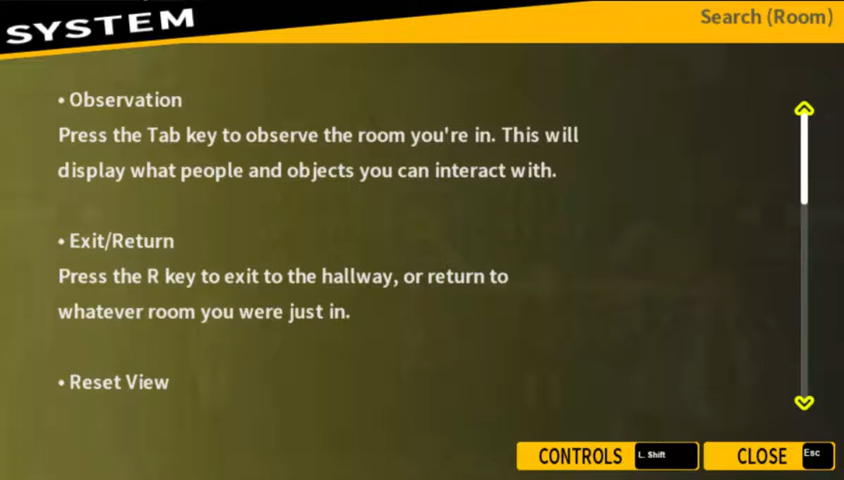 SYSTEM
Search (Room)
• Observation
Press the Tab key to observe the room you're in. This will
display what people and objects you can interact with.
• Exit/Return
Press the R key to exit to the hallway, or return to
whatever room you were just in.
• Reset View
CONTROLS L. Shift CLOSE Esc